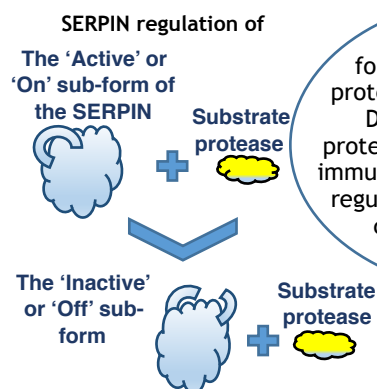 SERPIN regulation of
The ‘Active’ or
‘On’ sub-form of
the SERPIN
Substrate
protease
fo
prote
D
prote
immu
regu
c
The ‘Inactive’
or ‘Off’ sub-
form
Substrate
protease